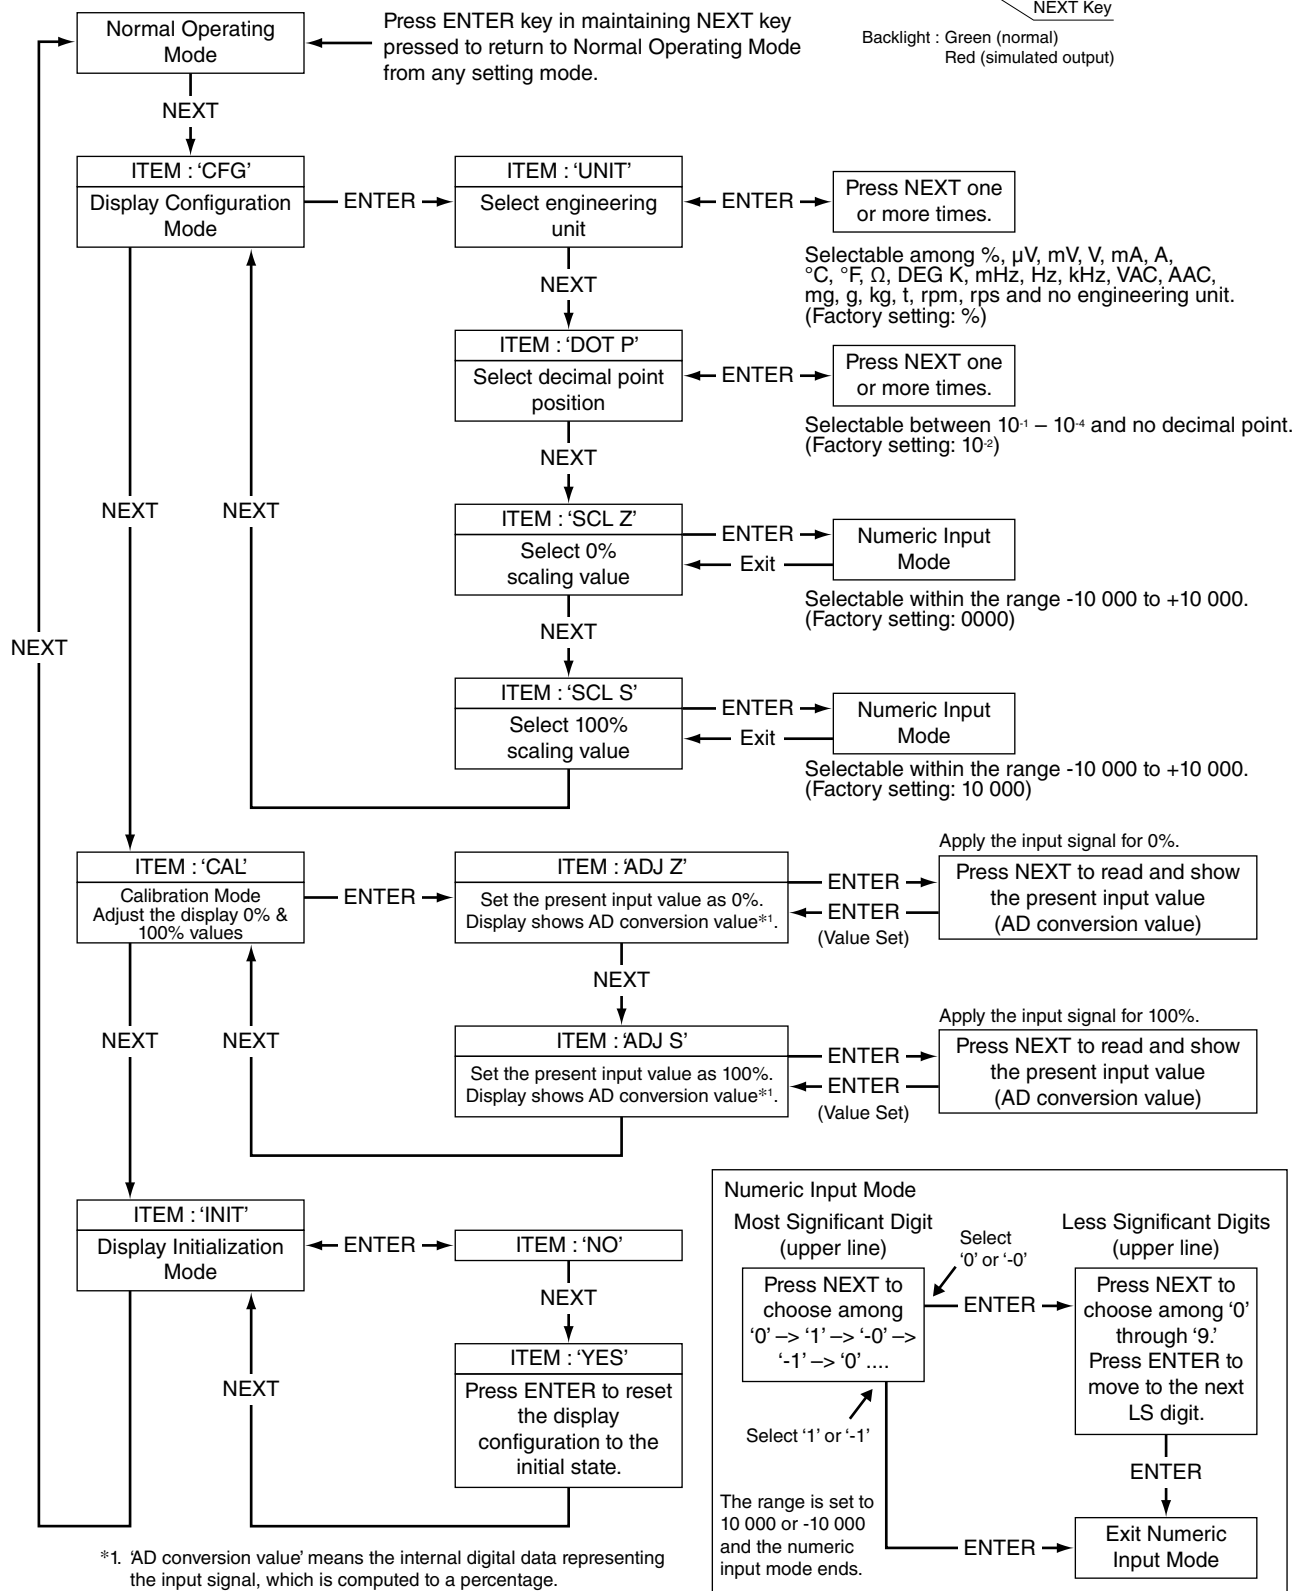 NEXT Key
Backlight : Green (normal)
Red (simulated output)
Normal Operating
Mode
Press ENTER key in maintaining NEXT key
pressed to return to Normal Operating Mode
from any setting mode.
NEXT
ITEM : ‘CFG’
Display Configuration
Mode
ENTER
ITEM : ‘UNIT’
Select engineering
unit
ENTER
Press NEXT one
or more times.
Selectable among %, µV, mV, V, mA, A,
°C, °F, Ω, DEG K, mHz, Hz, kHz, VAC, AAC,
mg, g, kg, t, rpm, rps and no engineering unit.
(Factory setting: %)
NEXT
ITEM : ‘DOT P’
Select decimal point
position
ENTER
Press NEXT one
or more times.
Selectable between 10-1 – 10-4 and no decimal point.
(Factory setting: 10-2)
NEXT
NEXT
NEXT
ITEM : ‘SCL Z’
Select 0%
scaling value
ENTER
Exit
Numeric Input
Mode
Selectable within the range -10 000 to +10 000.
(Factory setting: 0000)
NEXT
NEXT
ITEM : ‘SCL S’
Select 100%
scaling value
ENTER
Exit
Numeric Input
Mode
Selectable within the range -10 000 to +10 000.
(Factory setting: 10 000)
ITEM : ‘CAL’
Calibration Mode
Adjust the display 0% &
100% values
ENTER
ITEM : ‘ADJ Z’
Set the present input value as 0%.
Display shows AD conversion value*1.
ENTER
ENTER
(Value Set)
Apply the input signal for 0%.
Press NEXT to read and show
the present input value
(AD conversion value)
NEXT
NEXT
NEXT
ITEM : ‘ADJ S’
Set the present input value as 100%.
Display shows AD conversion value*1.
ENTER
ENTER
(Value Set)
Apply the input signal for 100%.
Press NEXT to read and show
the present input value
(AD conversion value)
ITEM : ‘INIT’
Display Initialization
Mode
ENTER
ITEM : ‘NO’
NEXT
NEXT
ITEM : ‘YES’
Press ENTER to reset
the display
configuration to the
initial state.
Numeric Input Mode
Most Significant Digit
(upper line)
Select
‘0’ or ‘-0’
Less Significant Digits
(upper line)
Press NEXT to
choose among
‘0’ –> ‘1’ –> ‘-0’ –>
‘-1’ –> ‘0’ ....
ENTER
Press NEXT to
choose among ‘0’
through ‘9.’
Press ENTER to
move to the next
LS digit.
Select ‘1’ or ‘-1’
ENTER
The range is set to
10 000 or -10 000
and the numeric
input mode ends.
ENTER
Exit Numeric
Input Mode
*1. ‘AD conversion value’ means the internal digital data representing
the input signal, which is computed to a percentage.